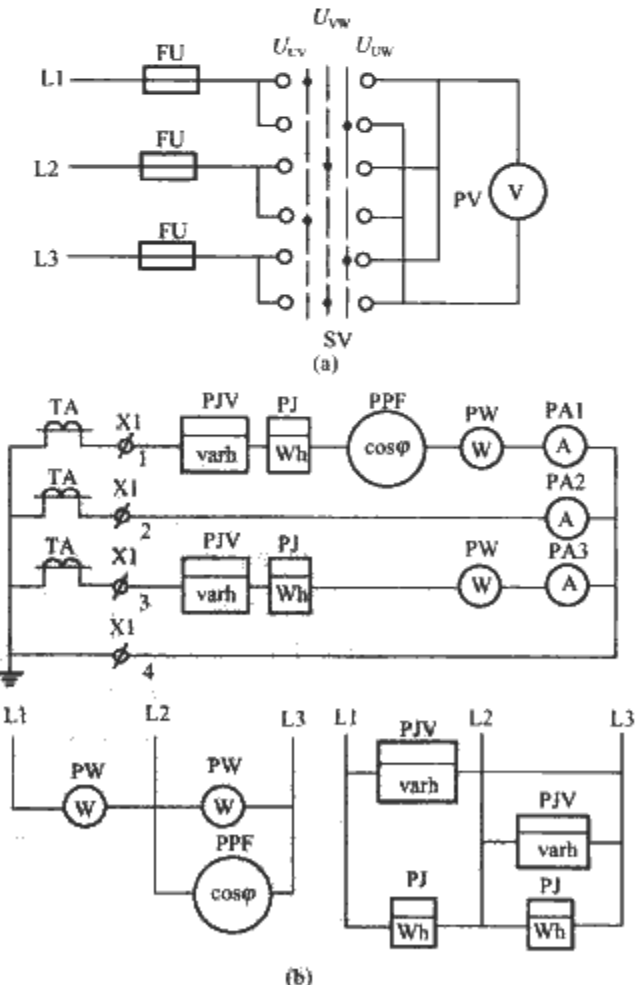 U_VW
U_UV U_UW
FU
L1
FU
L2
PV V
FU
L3
SV
(a)
TA X1 PJV PJ PPF PW PA1
varh Wh cosφ W A
1
TA X1 PA2
A
2
TA X1 PJV PJ PW PA3
varh Wh W A
3
X1
4
L1 L2 L3
PW PW
W W
PPF
cosφ
L1 L2 L3
PJV
varh
PJV
varh
PJ PJ
Wh Wh
(b)